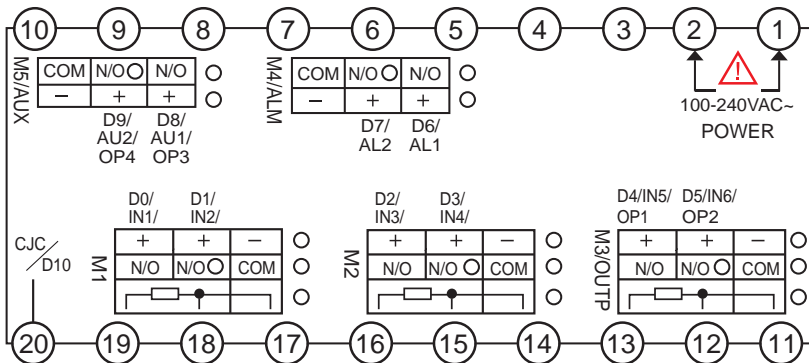 10 9 8 7 6 5 4 3 2 1
M5/AUX
COM N/O N/O
− + +
D9/ D8/
AU2/ AU1/
OP4 OP3
M4/ALM
COM N/O N/O
− + +
D7/ D6/
AL2 AL1
100-240VAC~
POWER
CJC/D10
D0/ D1/
IN1/ IN2/
M1
+ + −
N/O N/O COM
D2/ D3/
IN3/ IN4/
M2
+ + −
N/O N/O COM
D4/IN5/ D5/IN6/
OP1 OP2
M3/OUTP
+ + −
N/O N/O COM
20 19 18 17 16 15 14 13 12 11